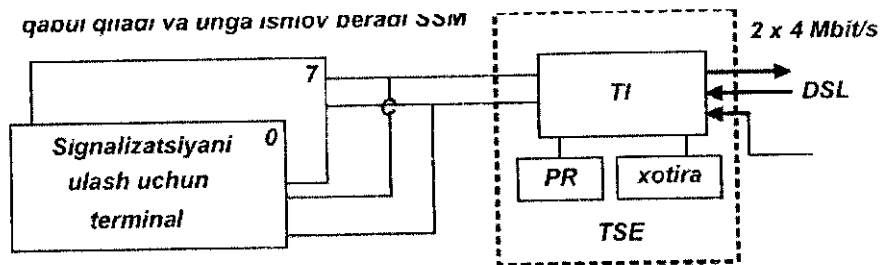 qabul qiladi va unga ishlov beradi SSM
2 x 4 Mbit/s
7
TI
DSL
0
Signalizatsiyani
ulash uchun
terminal
PR
xotira
TSE